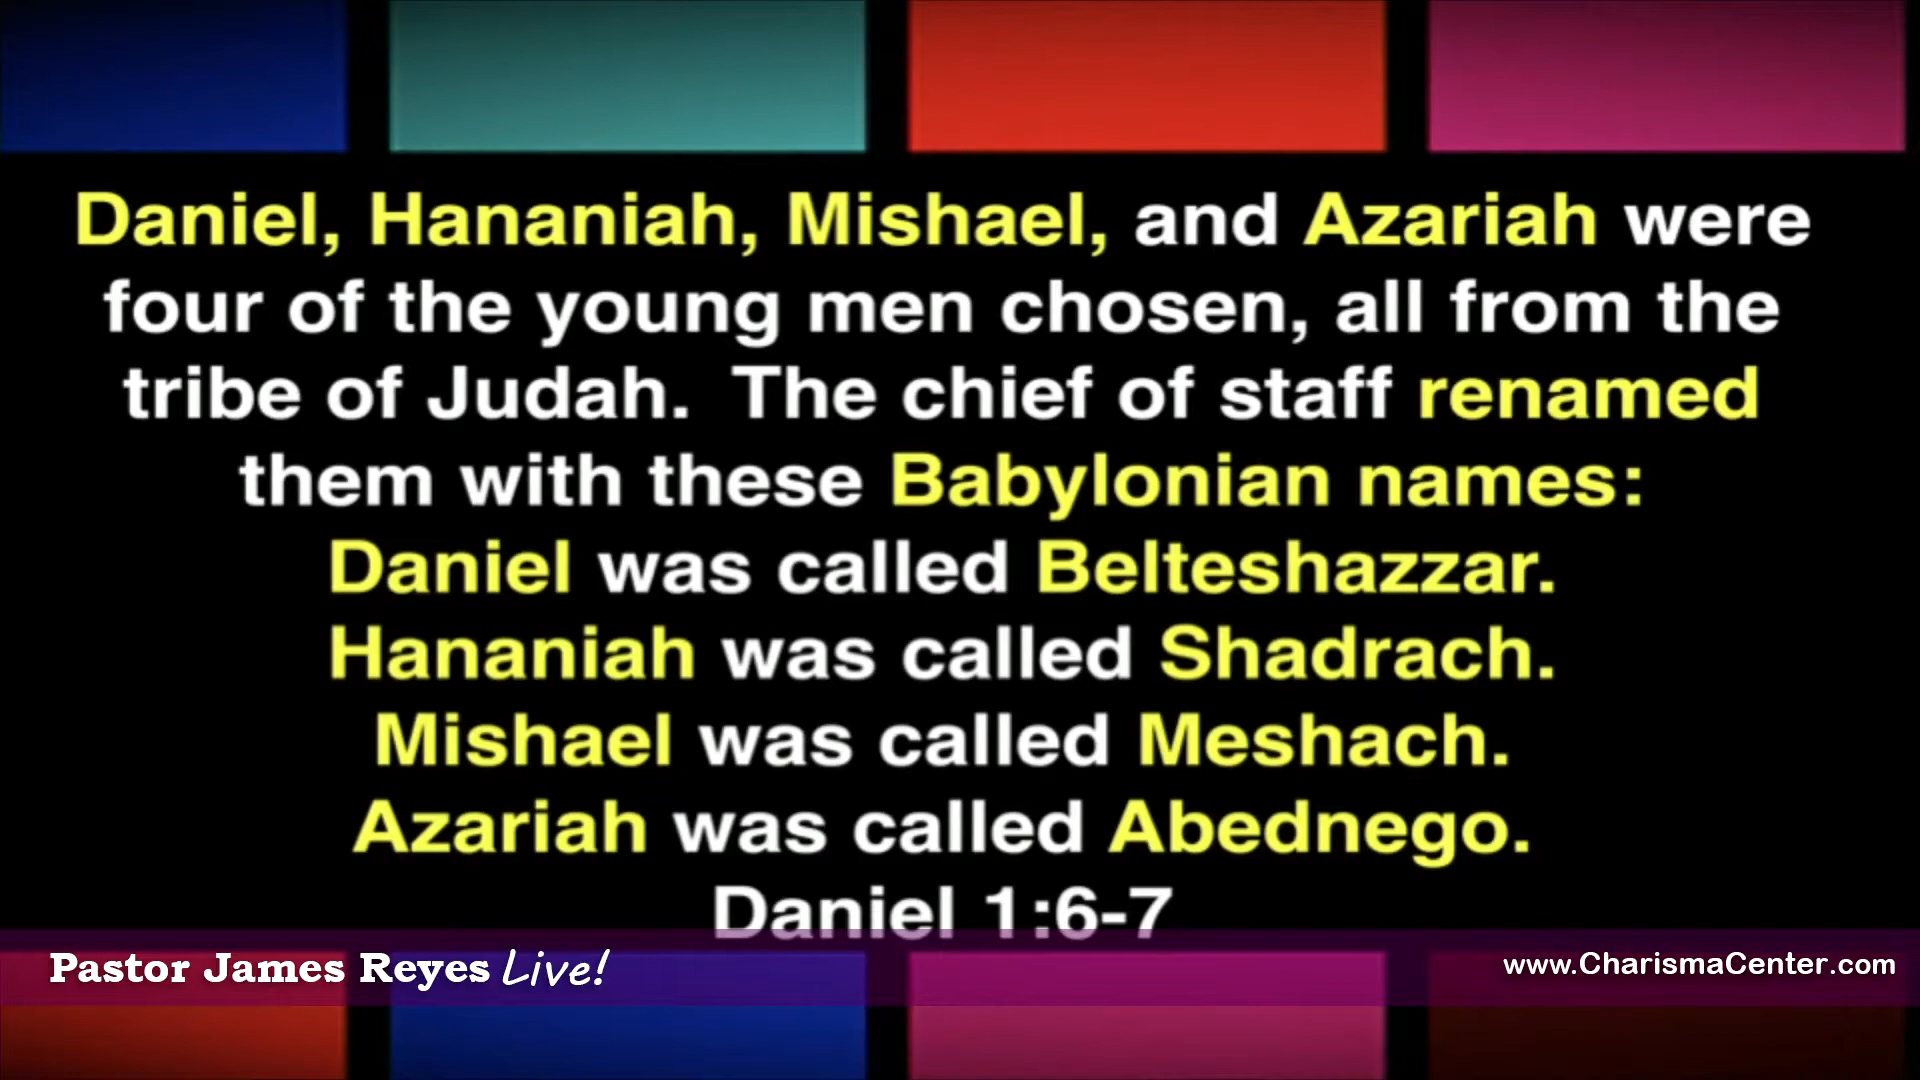 Daniel, Hananiah, Mishael, and Azariah were
four of the young men chosen, all from the
tribe of Judah.  The chief of staff renamed
them with these Babylonian names:
Daniel was called Belteshazzar.
Hananiah was called Shadrach.
Mishael was called Meshach.
Azariah was called Abednego.
Daniel 1:6-7
Pastor James Reyes Live!
www.CharismaCenter.com